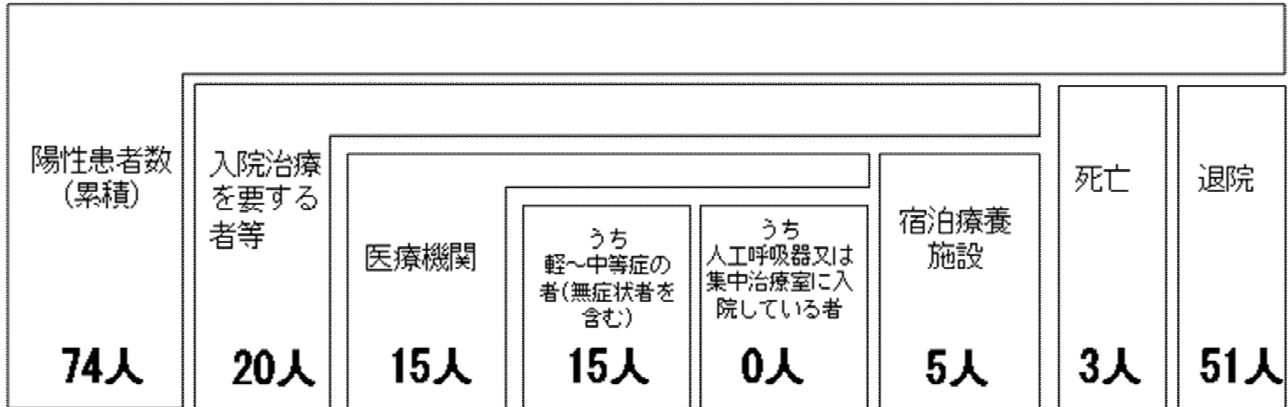 陽性患者数
(累積)
74人
入院治療
を要する
者等
20人
医療機関
15人
うち
軽～中等症の
者(無症状者を
含む)
15人
うち
人工呼吸器又は
集中治療室に入
院している者
0人
宿泊療養
施設
5人
死亡
3人
退院
51人